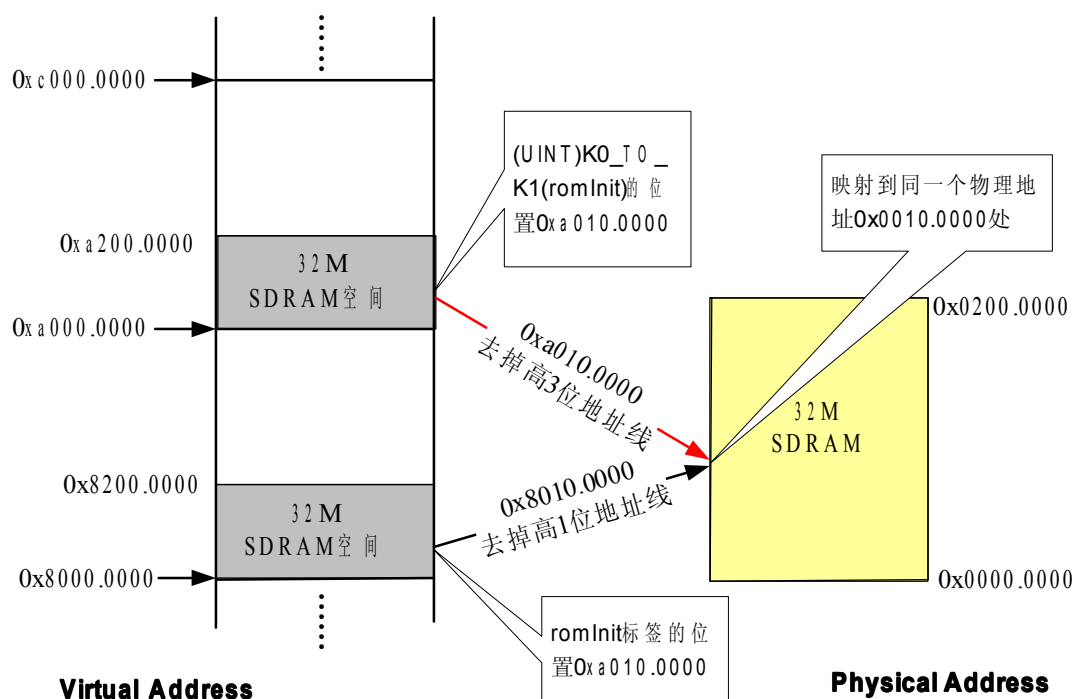 0xc000.0000
(UINT)K0_T0_
K1(romInit)的位
置0xa010.0000
映射到同一个物理地
址0x0010.0000处
0xa200.0000
32M
SDRAM空间
0xa000.0000
0x0200.0000
0xa010.0000
去掉高3位地址线
32M
SDRAM
0x8200.0000
32M
SDRAM空间
0x8010.0000
去掉高1位地址线
0x8000.0000
0x0000.0000
romInit标签的位
置0xa010.0000
Virtual Address
Physical Address